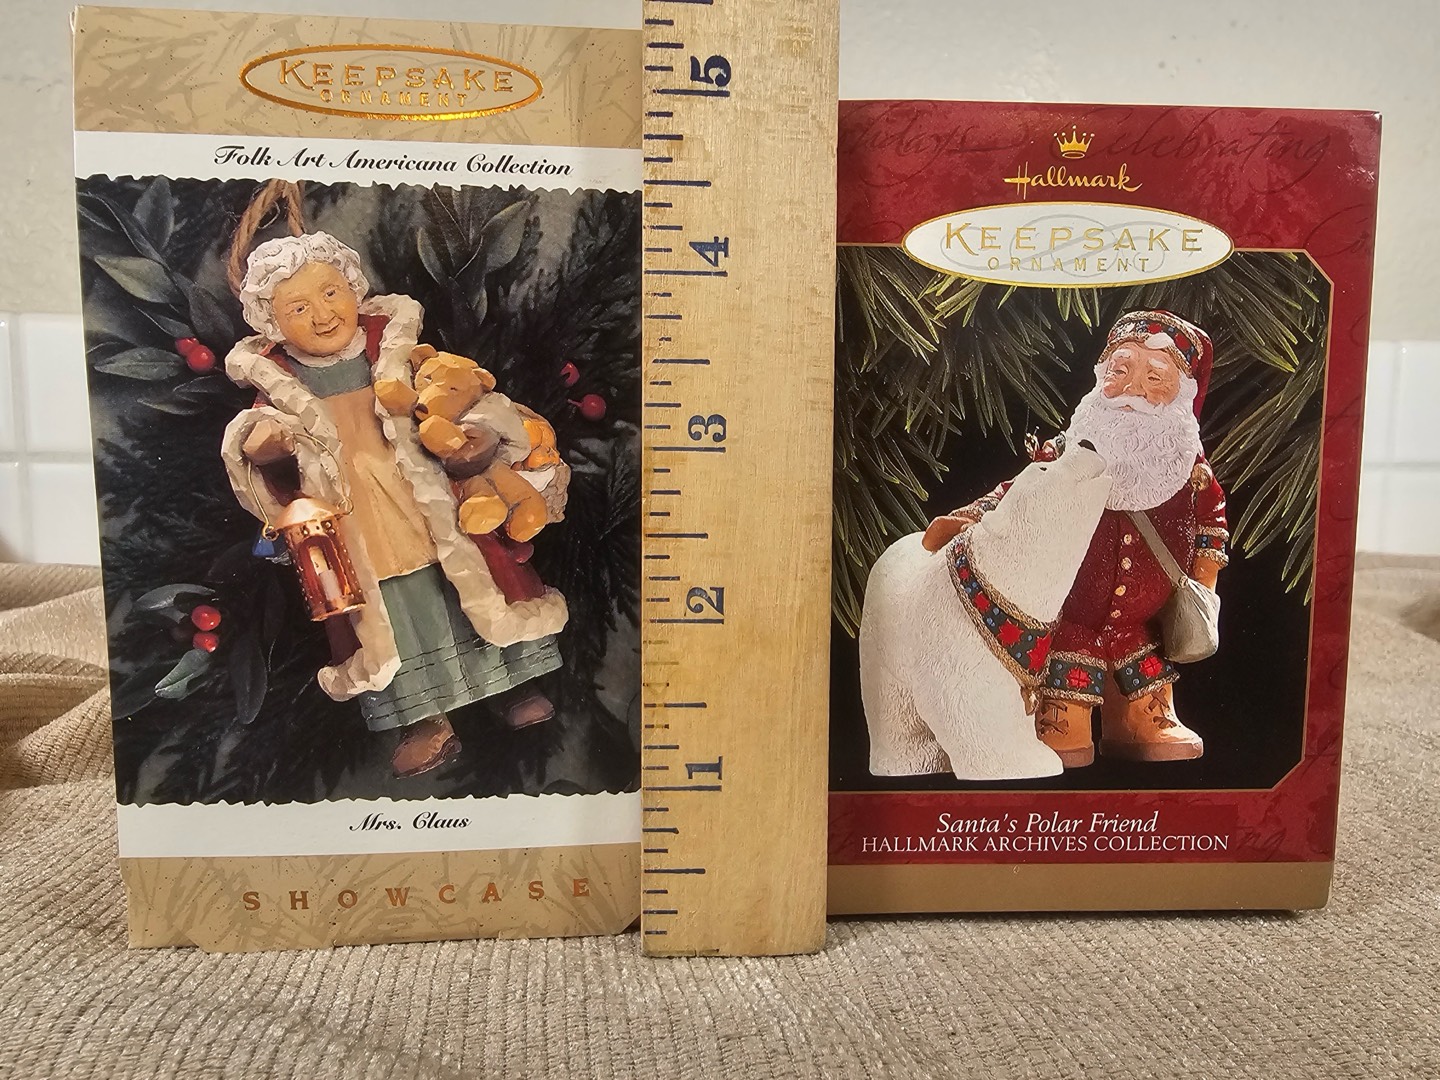 KEEPSAKE
ORNAMENT
Folk Art Americana Collection
Mrs. Claus
SHOWCASE
5
4
3
2
1
Celebrating
Hallmark
KEEPSAKE
ORNAMENT
Santa's Polar Friend
HALLMARK ARCHIVES COLLECTION